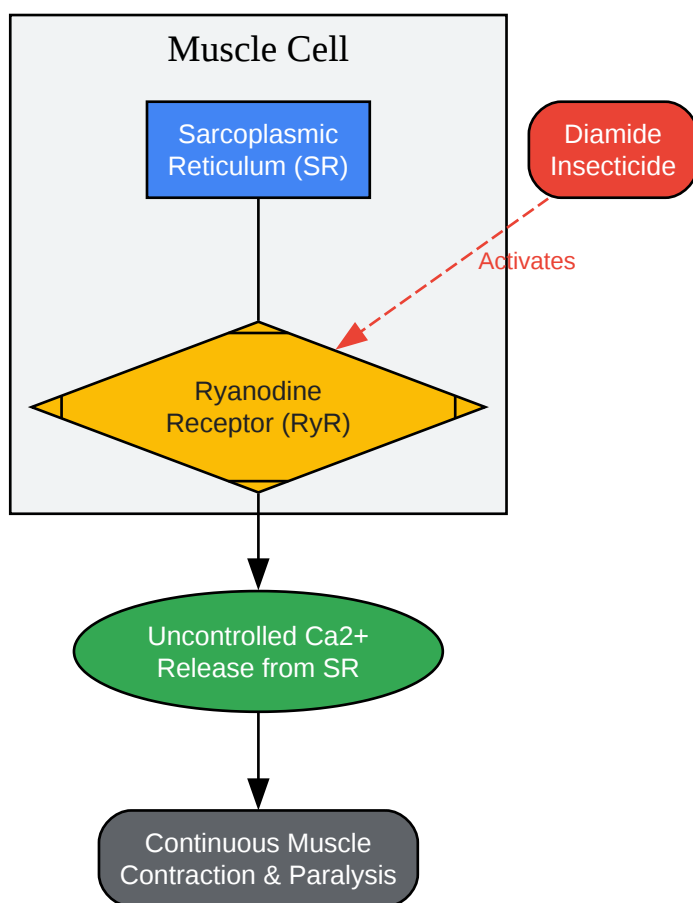 Muscle Cell
Sarcoplasmic
Reticulum (SR)
Diamide
Insecticide
Activates
Ryanodine
Receptor (RyR)
Uncontrolled Ca2+
Release from SR
Continuous Muscle
Contraction & Paralysis